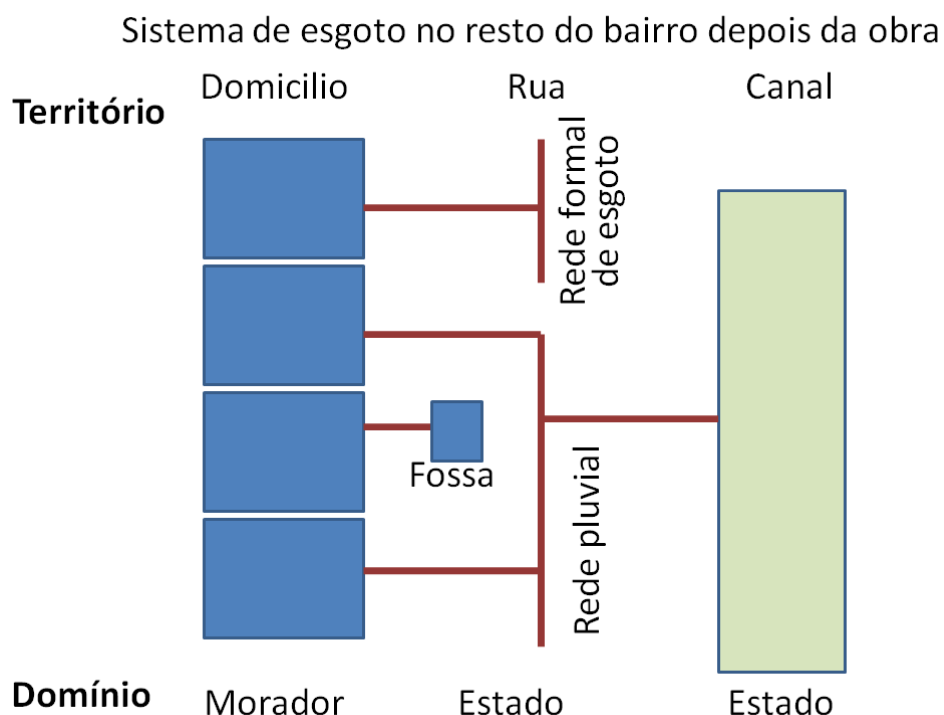 Sistema de esgoto no resto do bairro depois da obra
Território
Domicilio
Rua
Canal
Rede formal
de esgoto
Fossa
Rede pluvial
Domínio
Morador
Estado
Estado